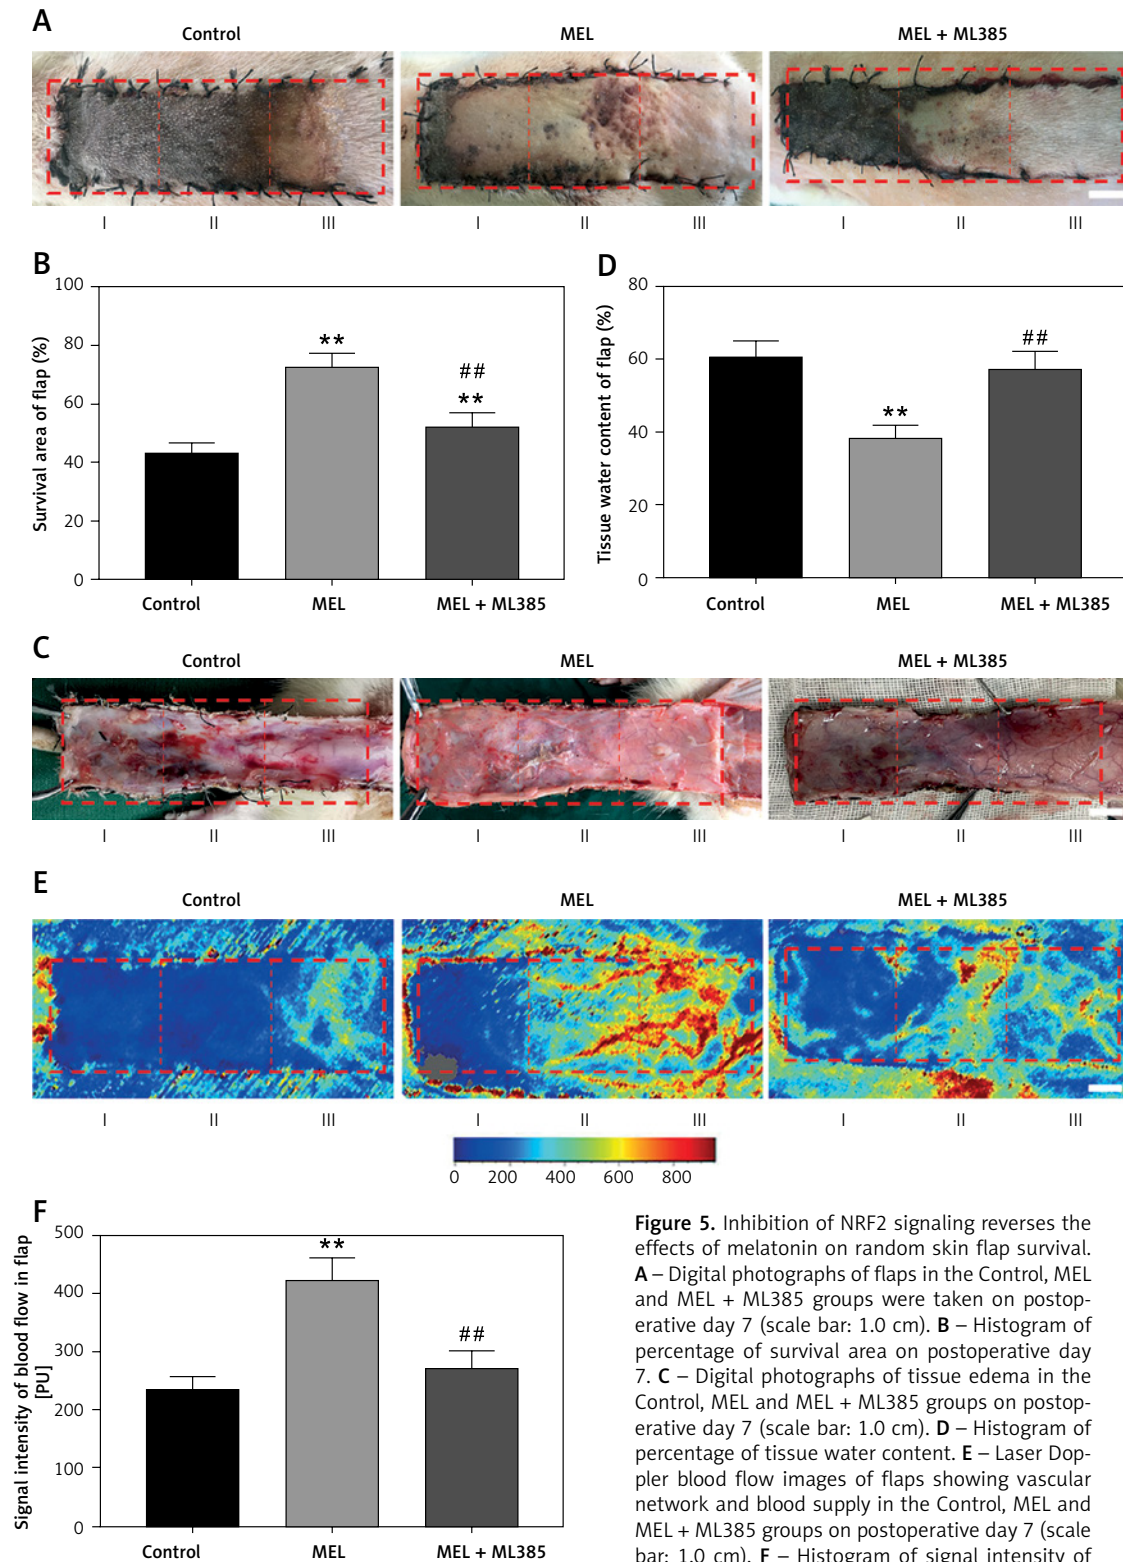 A
Control MEL MEL + ML385
I II III I II III I II III
B
Survival area of flap (%)
100
80
60
40
20
0
**
##
**
Control MEL MEL + ML385
D
Tissue water content of flap (%)
80
60
40
20
0
**
##
Control MEL MEL + ML385
C
Control MEL MEL + ML385
I II III I II III I II III
E
Control MEL MEL + ML385
I II III I II III I II III
0 200 400 600 800
F
Signal intensity of blood flow in flap
[PU]
500
400
300
200
100
0
**
##
Control MEL MEL + ML385
Figure 5. Inhibition of NRF2 signaling reverses the
effects of melatonin on random skin flap survival.
A – Digital photographs of flaps in the Control, MEL
and MEL + ML385 groups were taken on postop-
erative day 7 (scale bar: 1.0 cm). B – Histogram of
percentage of survival area on postoperative day
7. C – Digital photographs of tissue edema in the
Control, MEL and MEL + ML385 groups on postop-
erative day 7 (scale bar: 1.0 cm). D – Histogram of
percentage of tissue water content. E – Laser Dop-
pler blood flow images of flaps showing vascular
network and blood supply in the Control, MEL and
MEL + ML385 groups on postoperative day 7 (scale
bar: 1.0 cm). F – Histogram of signal intensity of